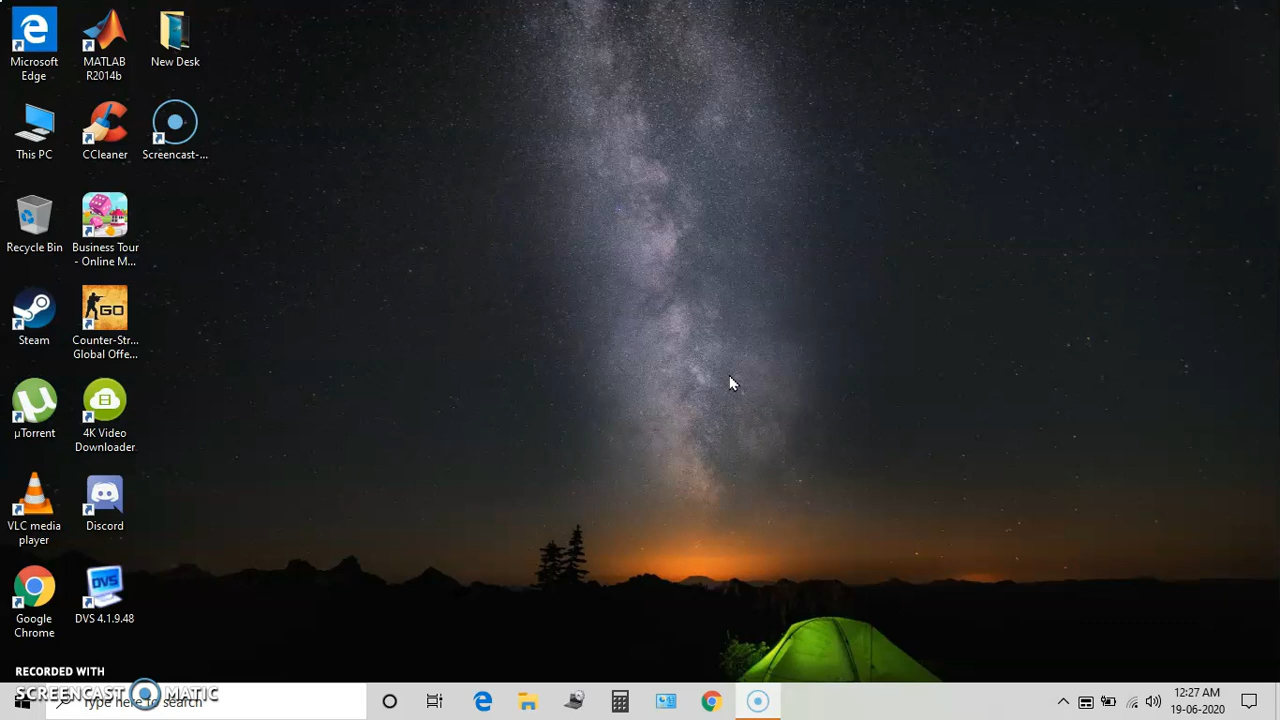 Microsoft
Edge
MATLAB
R2014b
New Desk
This PC
CCleaner
Screencast-...
Recycle Bin
Business Tour
- Online M...
Steam
GO
Counter-Str...
Global Offe...
µTorrent
4K Video
Downloader
VLC media
player
Discord
Google
Chrome
DVS
DVS 4.1.9.48
RECORDED WITH
SCREENCAST MATIC
Type here to search
12:27 AM
19-06-2020